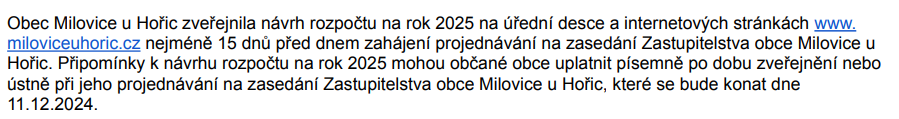 Obec Milovice u Hořic zveřejnila návrh rozpočtu na rok 2025 na úřední desce a internetových stránkách www.
miloviceuhoric.cz nejméně 15 dnů před dnem zahájení projednávání na zasedání Zastupitelstva obce Milovice u
Hořic. Připomínky k návrhu rozpočtu na rok 2025 mohou občané obce uplatnit písemně po dobu zveřejnění nebo
ústně při jeho projednávání na zasedání Zastupitelstva obce Milovice u Hořic, které se bude konat dne
11.12.2024.